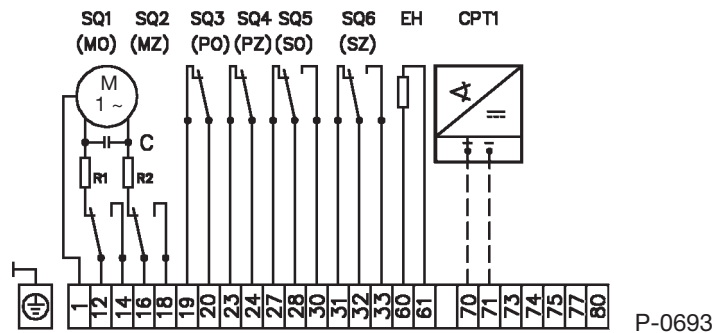 SQ1 SQ2 SQ3 SQ4 SQ5 SQ6 EH CPT1
(MO) (MZ) (PO) (PZ) (SO) (SZ)
M
1 ~
C
R1 R2
+ −
1 12 14 16 18 19 20 23 24 27 28 30 31 32 33 60 61 70 71 73 74 75 77 80
P-0693